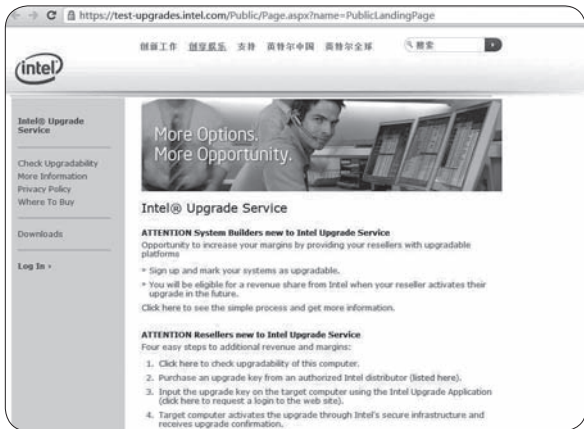 https://test-upgrades.intel.com/Public/Page.aspx?name=PublicLandingPage
创画工作 创享娱乐 支持 英特尔中国 英特尔全球 搜索
intel
Intel® Upgrade
Service
Check Upgradability
More Information
Privacy Policy
Where To Buy
Downloads
Log In ›
More Options.
More Opportunity.
Intel® Upgrade Service
ATTENTION System Builders new to Intel Upgrade Service
Opportunity to increase your margins by providing your resellers with upgradable
platforms
Sign up and mark your systems as upgradable.
You will be eligible for a revenue share from Intel when your reseller activates their
upgrade in the future.
Click here to see the simple process and get more information.
ATTENTION Resellers new to Intel Upgrade Service
Four easy steps to additional revenue and margins:
1. Click here to check upgradability of this computer.
2. Purchase an upgrade key from an authorized Intel distributor (listed here).
3. Input the upgrade key on the target computer using the Intel Upgrade Application
(click here to request a login to the web site).
4. Target computer activates the upgrade through Intel's secure infrastructure and
receives upgrade confirmation.